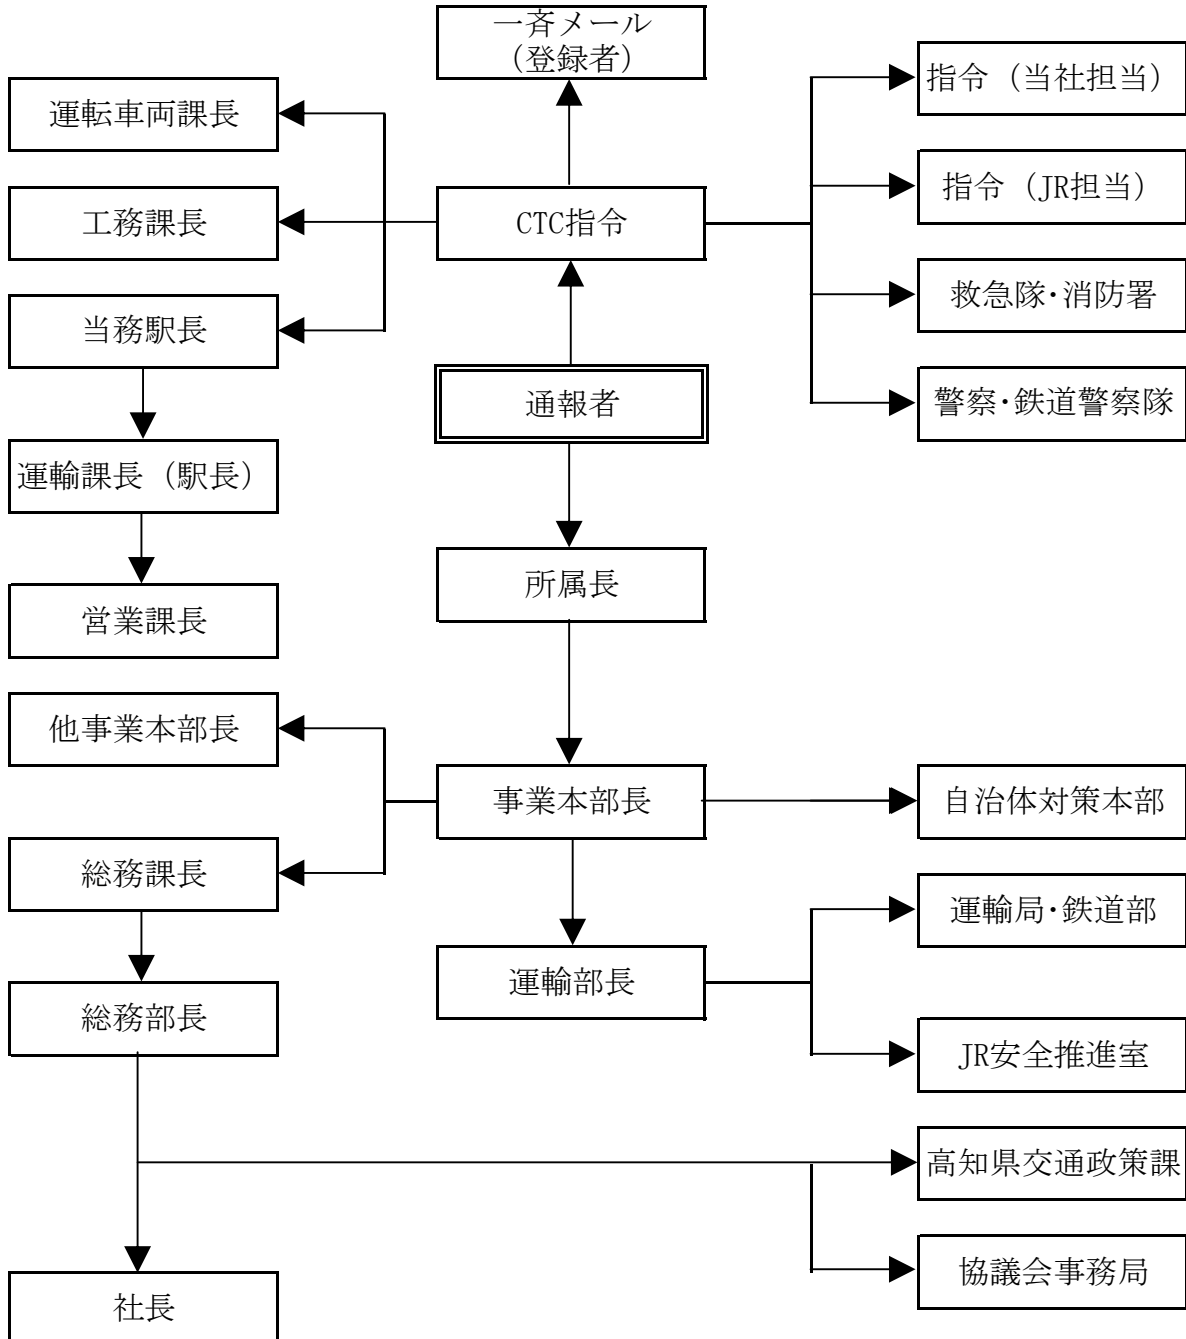 一斉メール
（登録者）
指令（当社担当）
運転車両課長
指令（JR担当）
工務課長
CTC指令
救急隊・消防署
当務駅長
通報者
警察・鉄道警察隊
運輸課長（駅長）
所属長
営業課長
他事業本部長
事業本部長
自治体対策本部
総務課長
運輸局・鉄道部
運輸部長
総務部長
JR安全推進室
高知県交通政策課
協議会事務局
社長